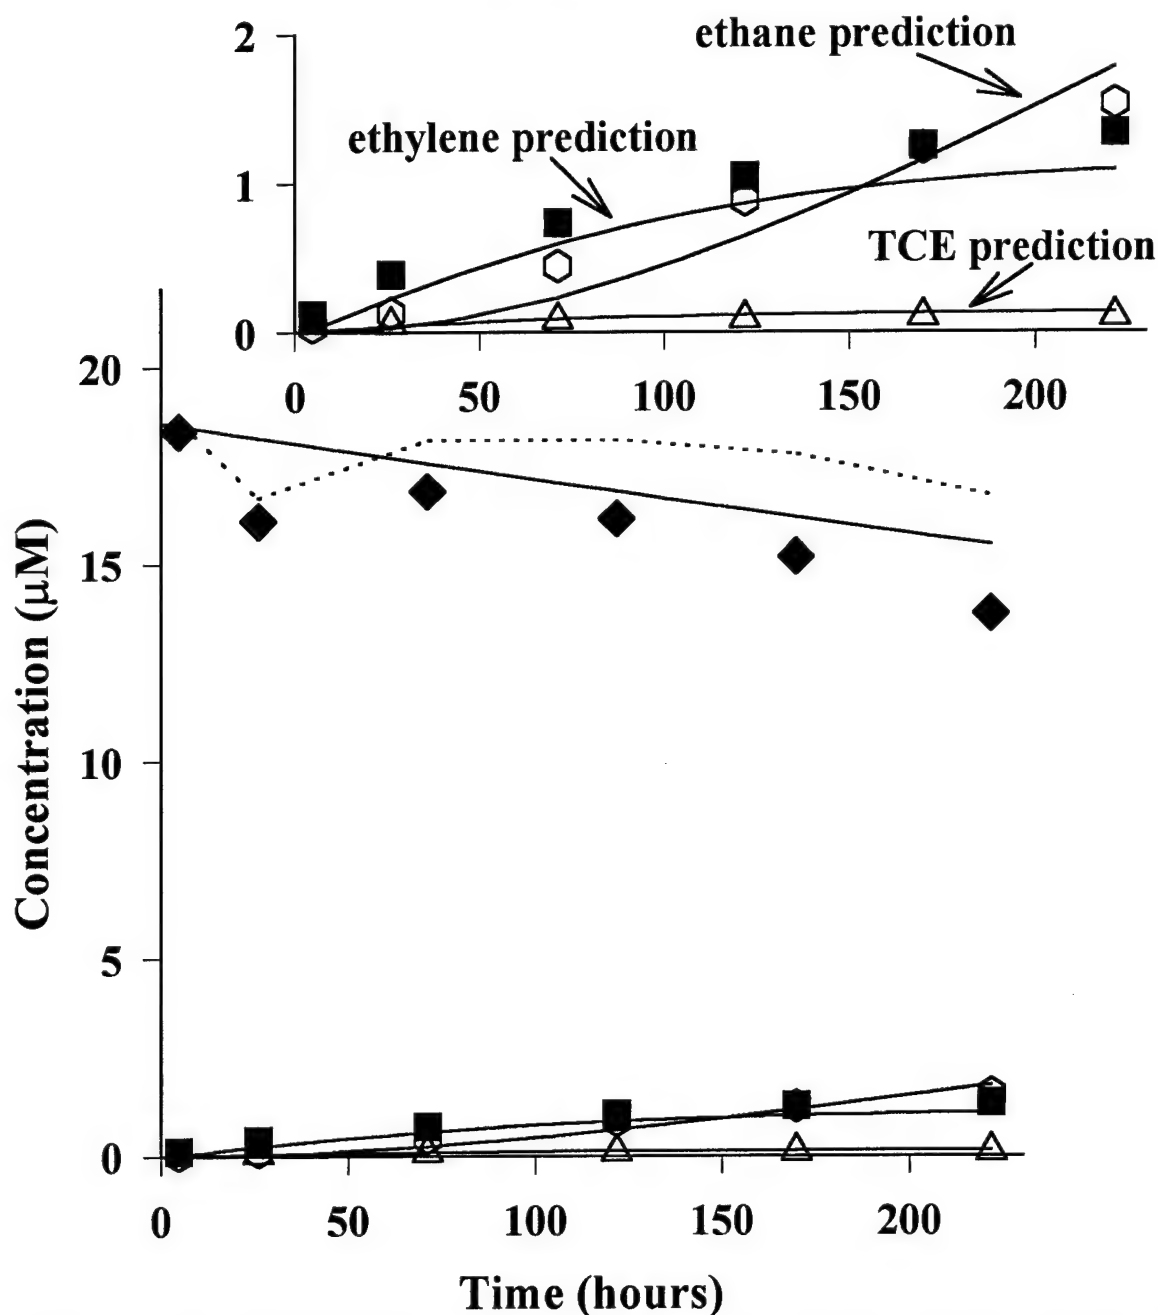 2
ethane prediction
ethylene prediction
1
TCE prediction
0
0 50 100 150 200
20
15
10
5
0
Concentration (μM)
0 50 100 150 200
Time (hours)